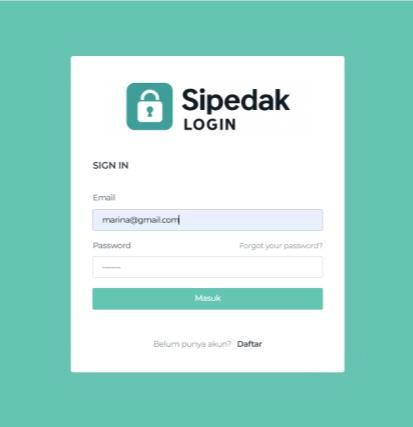 Sipedak
LOGIN
SIGN IN
Email
marina@gmail.com
Password Forgot your password?
Masuk
Belum punya akun? Daftar